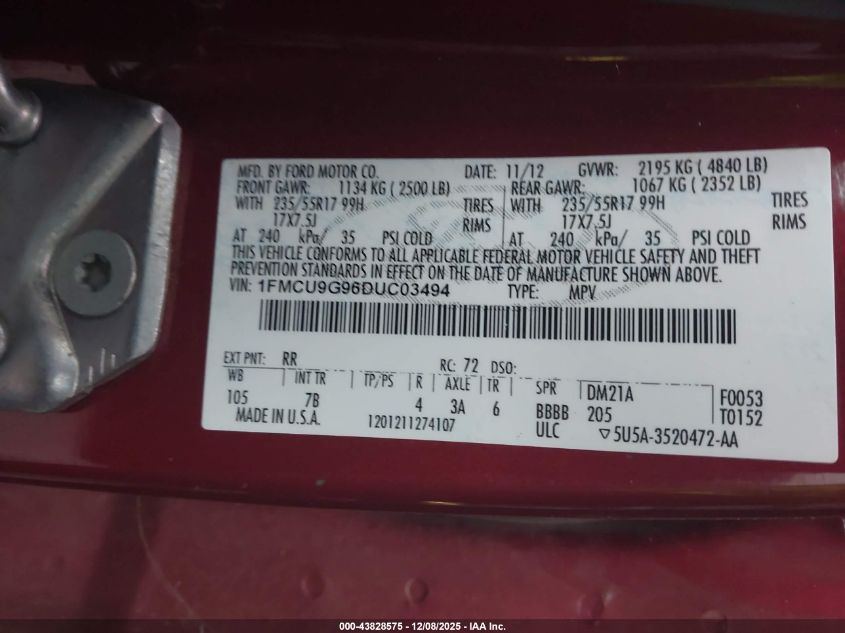 MFD. BY FORD MOTOR CO. DATE: 11/12 GVWR: 2195 KG ( 4840 LB)
FRONT GAWR: 1134 KG ( 2500 LB) REAR GAWR: 1067 KG ( 2352 LB)
WITH 235/55R17 99H TIRES WITH 235/55R17 99H TIRES
17X7.5J RIMS 17X7.5J RIMS
AT 240 kPa/ 35 PSI COLD AT 240 kPa/ 35 PSI COLD
THIS VEHICLE CONFORMS TO ALL APPLICABLE FEDERAL MOTOR VEHICLE SAFETY AND THEFT
PREVENTION STANDARDS IN EFFECT ON THE DATE OF MANUFACTURE SHOWN ABOVE.
VIN: 1FMCU9G96DUC03494 TYPE: MPV
EXT PNT: RR RC: 72 DSO:
WB INT TR TP/PS R AXLE TR SPR DM21A F0053
105 7B 4 3A 6 BBBB 205 T0152
MADE IN U.S.A. 1201211274107 ULC ▽5U5A-3520472-AA
000-43828575 - 12/08/2025 - IAA Inc.